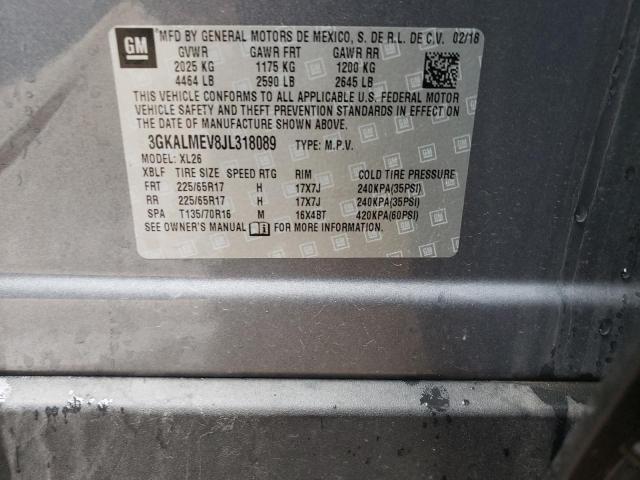 GM
MFD BY GENERAL MOTORS DE MEXICO, S. DE R.L. DE C.V. 02/18
GVWR GAWR FRT GAWR RR
2025 KG 1175 KG 1200 KG
4464 LB 2590 LB 2645 LB
THIS VEHICLE CONFORMS TO ALL APPLICABLE U.S. FEDERAL MOTOR
VEHICLE SAFETY AND THEFT PREVENTION STANDARDS IN EFFECT ON
THE DATE OF MANUFACTURE SHOWN ABOVE.
3GKALMEV8JL318089 TYPE: M.P.V.
MODEL: XL26
XBLF TIRE SIZE SPEED RTG RIM COLD TIRE PRESSURE
FRT 225/65R17 H 17X7J 240KPA(35PSI)
RR 225/65R17 H 17X7J 240KPA(35PSI)
SPA T135/70R16 M 16X4BT 420KPA(60PSI)
SEE OWNER'S MANUAL FOR MORE INFORMATION.